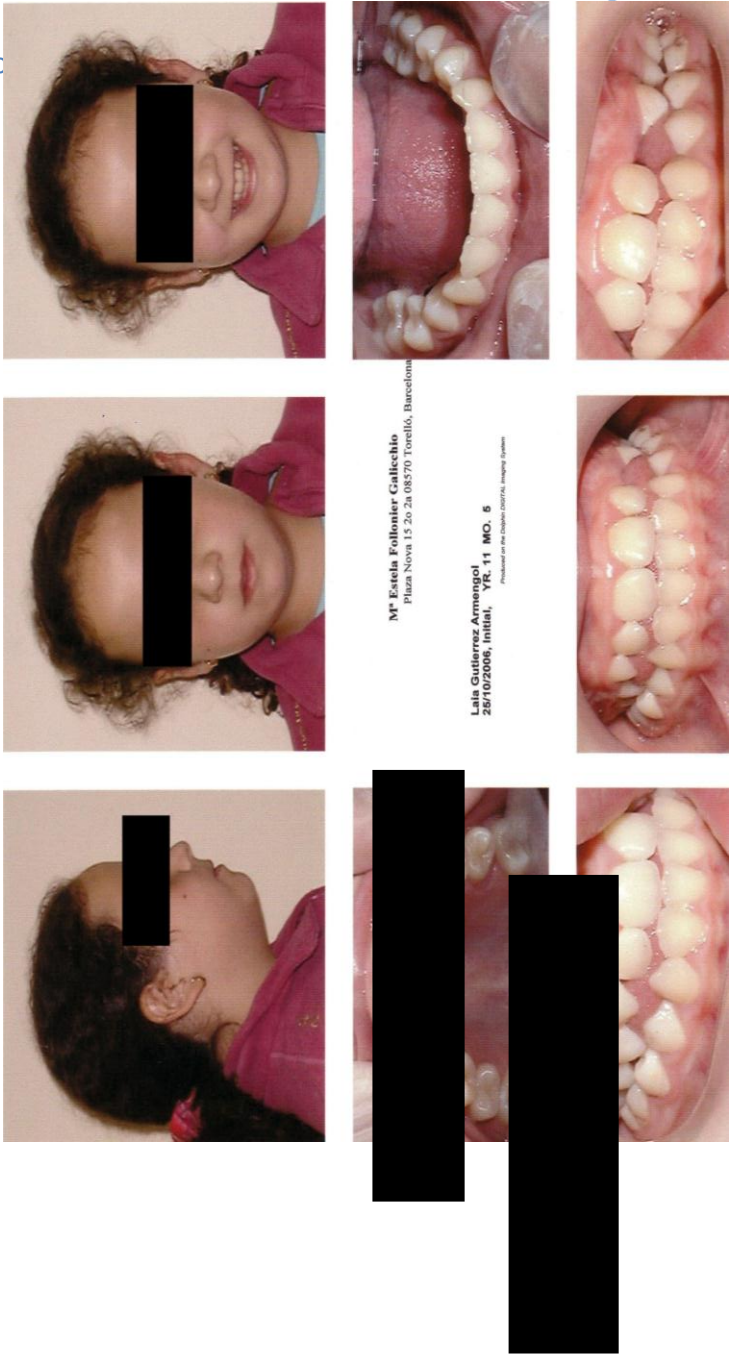 Mª Estela Follonier Galicchio
Plaza Nova 15 2o 2a 08570 Torelló, Barcelona
Laia Gutierrez Armengol
25/10/2006, Initial, YR. 11 MO. 5
Produced on the Dolphin DIGITAL Imaging System